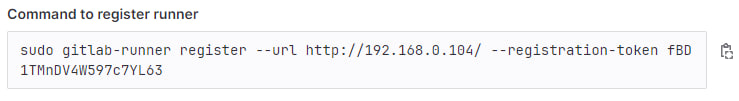 Command to register runner
sudo gitlab-runner register --url http://192.168.0.104/ --registration-token fBD
1TMnDV4W597c7YL63